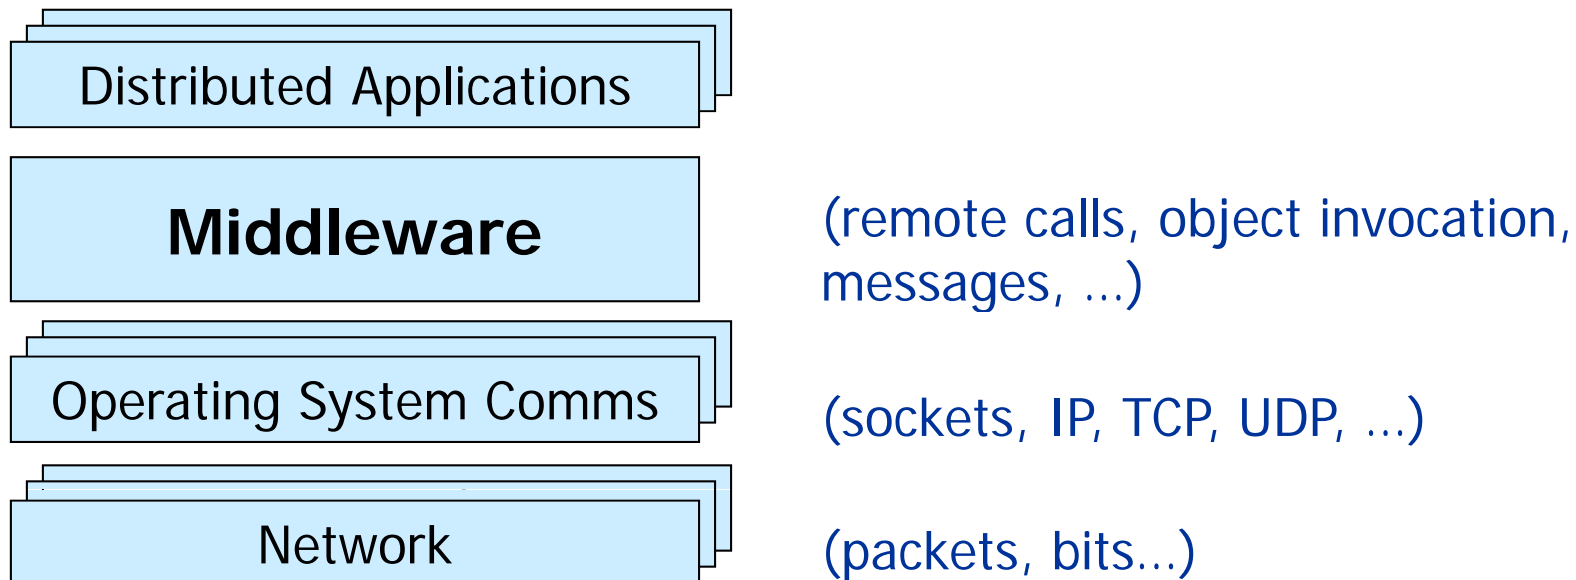 Distributed Applications
Middleware
(remote calls, object invocation,
messages, ...)
Operating System Comms
(sockets, IP, TCP, UDP, ...)
Network
(packets, bits...)